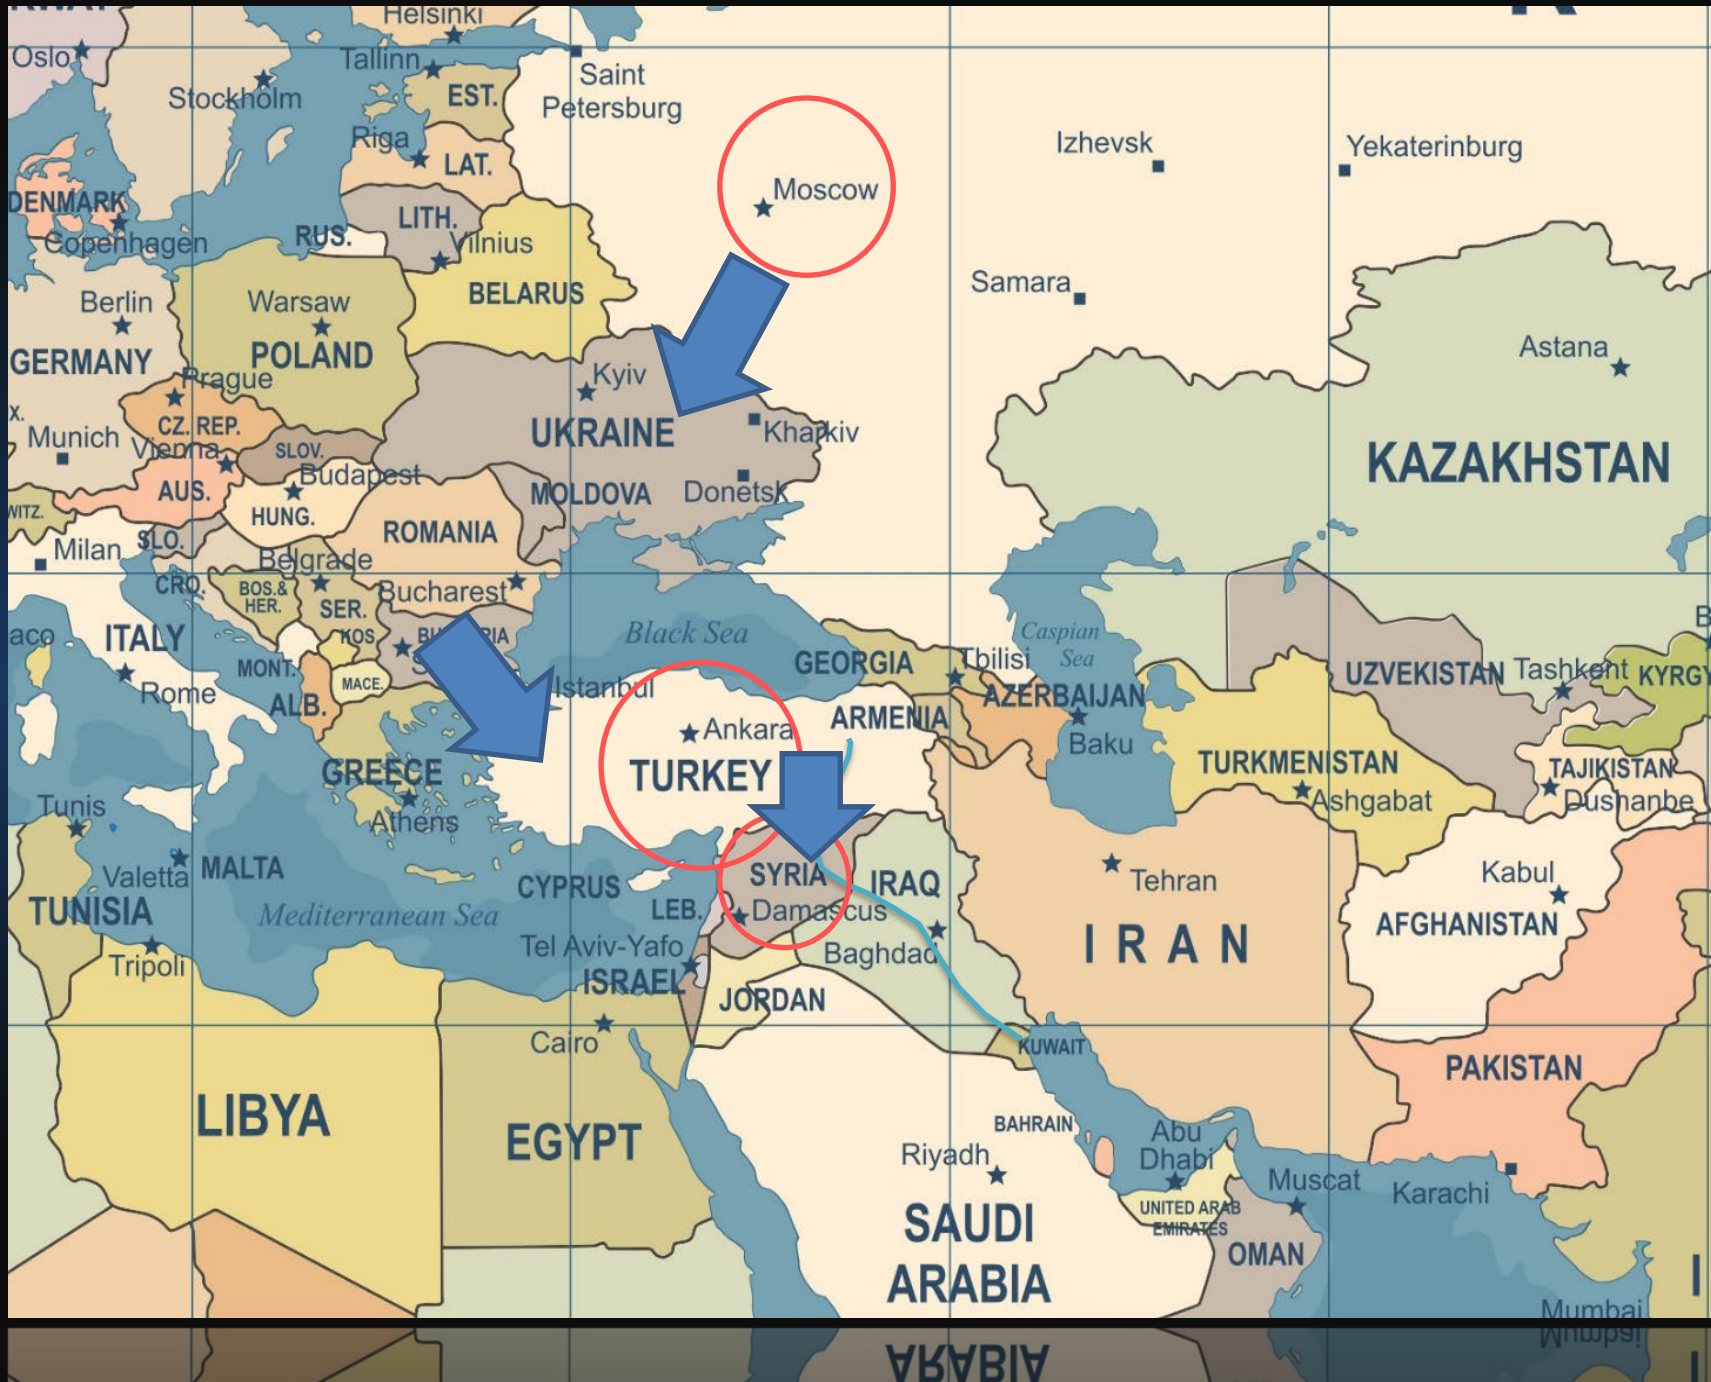 Helsinki
Oslo
Tallinn
Saint
Petersburg
Stockholm
EST.
Riga
LAT.
Izhevsk
Yekaterinburg
Moscow
DENMARK
Copenhagen
LITH.
RUS.
Vilnius
Samara
BELARUS
Berlin
Warsaw
GERMANY
POLAND
Astana
Prague
Kyiv
X.
CZ. REP.
Munich
Vienna
SLOV.
UKRAINE
Kharkiv
KAZAKHSTAN
Budapest
AUS.
MOLDOVA
Donetsk
WITZ.
HUNG.
ROMANIA
Milan
SLO.
Belgrade
CRO.
BOS.&
HER.
SER.
Bucharest
aco
ITALY
KOS.
Black Sea
Caspian
Sea
GEORGIA
Tbilisi
MONT.
MACE.
Rome
ALB.
Istanbul
AZERBAIJAN
UZVEKISTAN
Tashkent
KYRGY
Ankara
ARMENIA
Baku
GREECE
TURKEY
TURKMENISTAN
TAJIKISTAN
Tunis
Athens
Ashgabat
Dushanbe
Valetta
MALTA
CYPRUS
SYRIA
IRAQ
Tehran
Kabul
TUNISIA
Mediterranean Sea
LEB.
Damascus
AFGHANISTAN
Tripoli
Tel Aviv-Yafo
Baghdad
IRAN
ISRAEL
JORDAN
Cairo
KUWAIT
PAKISTAN
LIBYA
EGYPT
BAHRAIN
Riyadh
Abu
Dhabi
Muscat
Karachi
UNITED ARAB
EMIRATES
SAUDI
ARABIA
OMAN
Mumbai